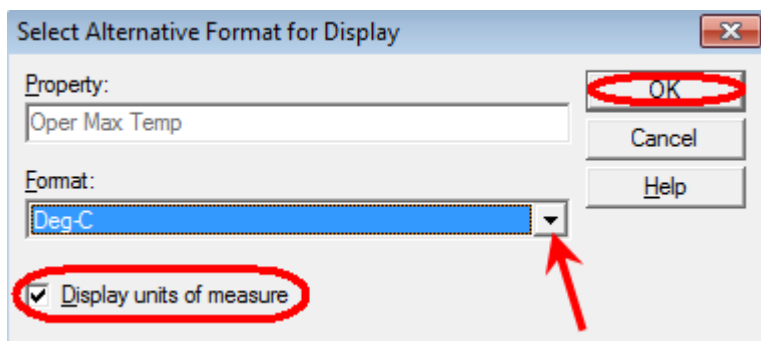 Select Alternative Format for Display
Property:
Oper Max Temp
OK
Cancel
Format:
Help
Deg-C
Display units of measure